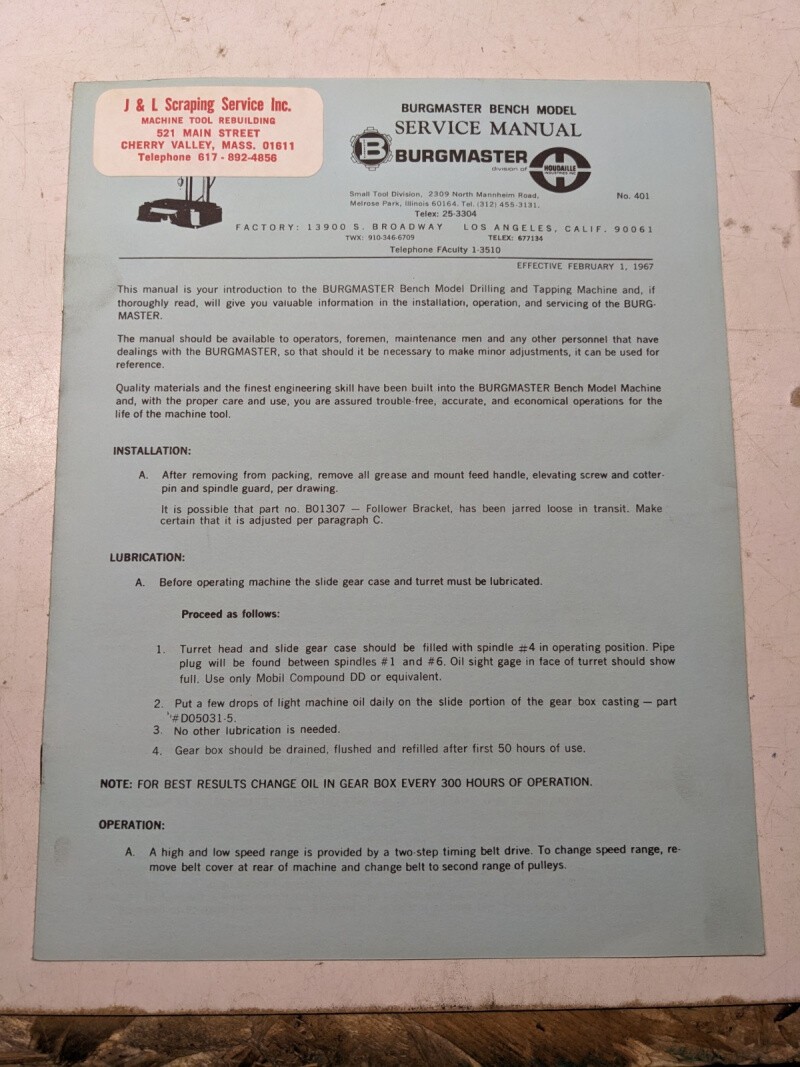 J & L Scraping Service Inc.
MACHINE TOOL REBUILDING
521 MAIN STREET
CHERRY VALLEY, MASS. 01611
Telephone 617 - 892-4856
BURGMASTER BENCH MODEL
SERVICE MANUAL
B BURGMASTER
division of
HOUDAILLE
INDUSTRIES, INC.
H
Small Tool Division, 2309 North Mannheim Road,
Melrose Park, Illinois 60164. Tel. (312) 455-3131.
Telex: 25-3304
No. 401
FACTORY: 13900 S. BROADWAY LOS ANGELES, CALIF. 90061
TWX: 910-346-6709 TELEX: 677134
Telephone FAculty 1-3510
EFFECTIVE FEBRUARY 1, 1967
This manual is your introduction to the BURGMASTER Bench Model Drilling and Tapping Machine and, if
thoroughly read, will give you valuable information in the installation, operation, and servicing of the BURG-
MASTER.
The manual should be available to operators, foremen, maintenance men and any other personnel that have
dealings with the BURGMASTER, so that should it be necessary to make minor adjustments, it can be used for
reference.
Quality materials and the finest engineering skill have been built into the BURGMASTER Bench Model Machine
and, with the proper care and use, you are assured trouble-free, accurate, and economical operations for the
life of the machine tool.
INSTALLATION:
A. After removing from packing, remove all grease and mount feed handle, elevating screw and cotter-
pin and spindle guard, per drawing.
It is possible that part no. B01307 — Follower Bracket, has been jarred loose in transit. Make
certain that it is adjusted per paragraph C.
LUBRICATION:
A. Before operating machine the slide gear case and turret must be lubricated.
Proceed as follows:
1. Turret head and slide gear case should be filled with spindle #4 in operating position. Pipe
plug will be found between spindles #1 and #6. Oil sight gage in face of turret should show
full. Use only Mobil Compound DD or equivalent.
2. Put a few drops of light machine oil daily on the slide portion of the gear box casting — part
#D05031-5.
3. No other lubrication is needed.
4. Gear box should be drained, flushed and refilled after first 50 hours of use.
NOTE: FOR BEST RESULTS CHANGE OIL IN GEAR BOX EVERY 300 HOURS OF OPERATION.
OPERATION:
A. A high and low speed range is provided by a two-step timing belt drive. To change speed range, re-
move belt cover at rear of machine and change belt to second range of pulleys.